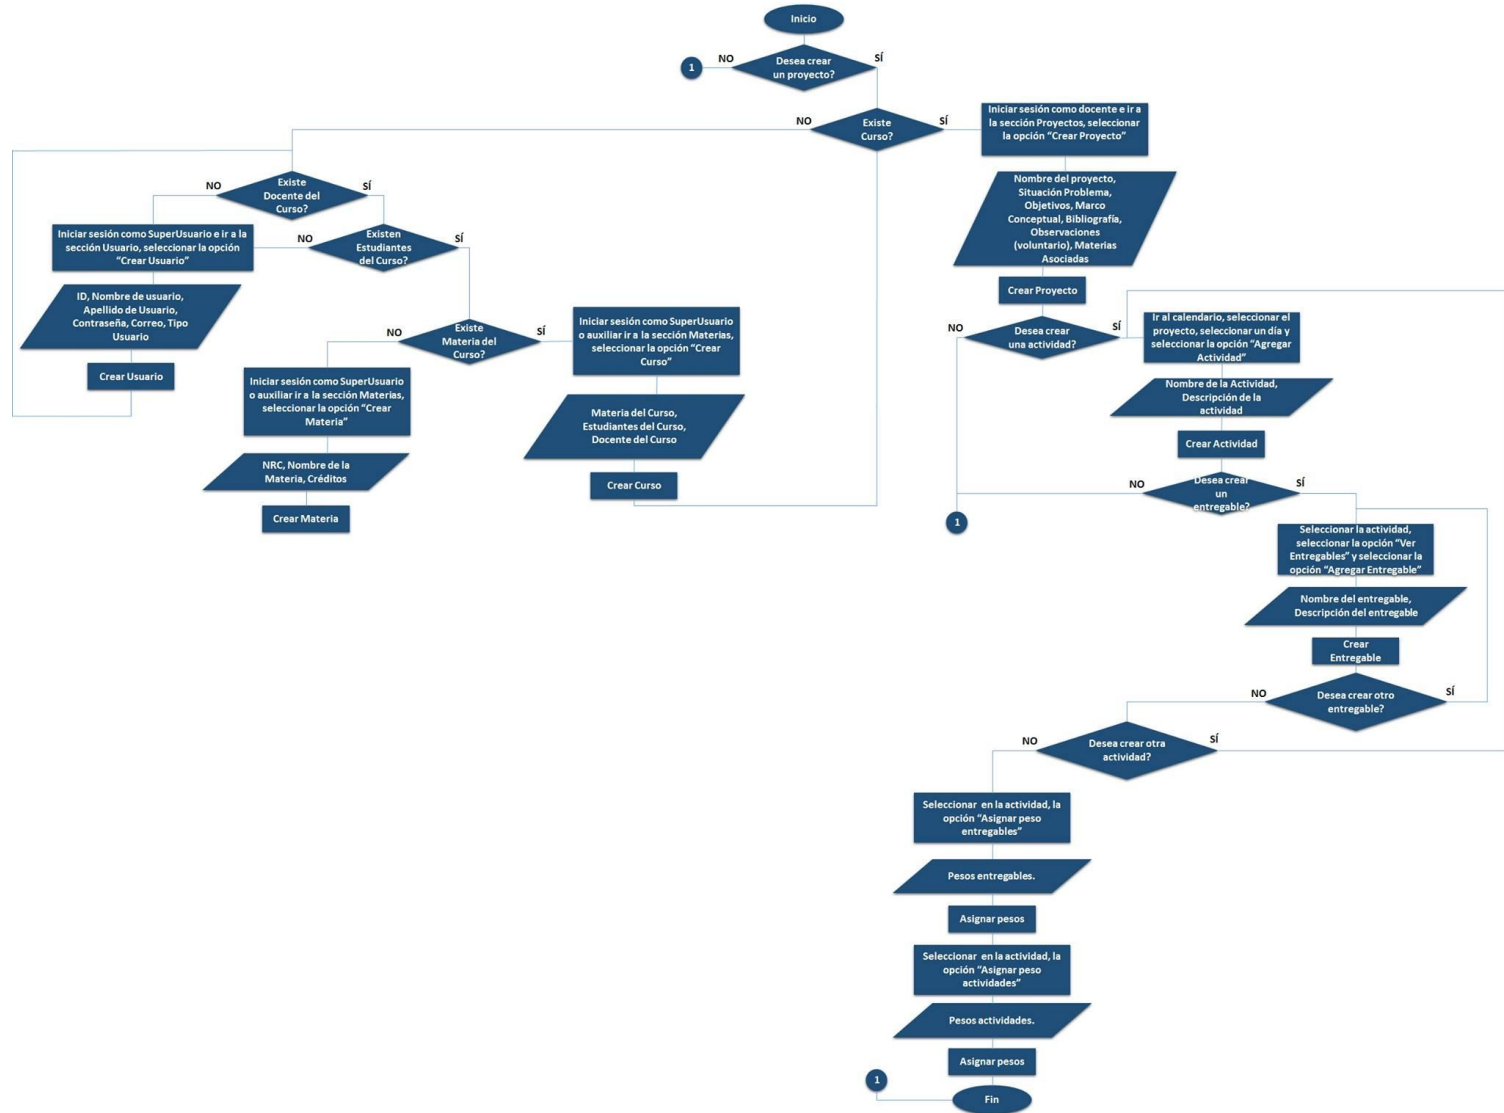 Inicio
Desea crear
un proyecto?
NO
SÍ
1
Existe
Curso?
NO
SÍ
Iniciar sesión como docente e ir a
la sección Proyectos, seleccionar
la opción “Crear Proyecto”
Nombre del proyecto,
Situación Problema,
Objetivos, Marco
Conceptual, Bibliografía,
Observaciones
(voluntario), Materias
Asociadas
Crear Proyecto
Existe
Docente del
Curso?
NO
SÍ
Iniciar sesión como SuperUsuario e ir a la
sección Usuario, seleccionar la opción
“Crear Usuario”
ID, Nombre de usuario,
Apellido de Usuario,
Contraseña, Correo, Tipo
Usuario
Crear Usuario
Existen
Estudiantes
del Curso?
NO
SÍ
Existe
Materia del
Curso?
NO
SÍ
Iniciar sesión como SuperUsuario
o auxiliar ir a la sección Materias,
seleccionar la opción “Crear
Materia”
NRC, Nombre de la
Materia, Créditos
Crear Materia
Iniciar sesión como SuperUsuario
o auxiliar ir a la sección Materias,
seleccionar la opción “Crear
Curso”
Materia del Curso,
Estudiantes del Curso,
Docente del Curso
Crear Curso
Desea crear
una actividad?
NO
SÍ
Ir al calendario, seleccionar el
proyecto, seleccionar un día y
seleccionar la opción “Agregar
Actividad”
Nombre de la Actividad,
Descripción de la
actividad
Crear Actividad
Desea crear
un
entregable?
NO
SÍ
1
Seleccionar la actividad,
seleccionar la opción “Ver
Entregables” y seleccionar la
opción “Agregar Entregable”
Nombre del entregable,
Descripción del entregable
Crear
Entregable
Desea crear otro
entregable?
NO
SÍ
Desea crear otra
actividad?
NO
SÍ
Seleccionar en la actividad, la
opción “Asignar peso
entregables”
Pesos entregables.
Asignar pesos
Seleccionar en la actividad, la
opción “Asignar peso
actividades”
Pesos actividades.
Asignar pesos
1
Fin